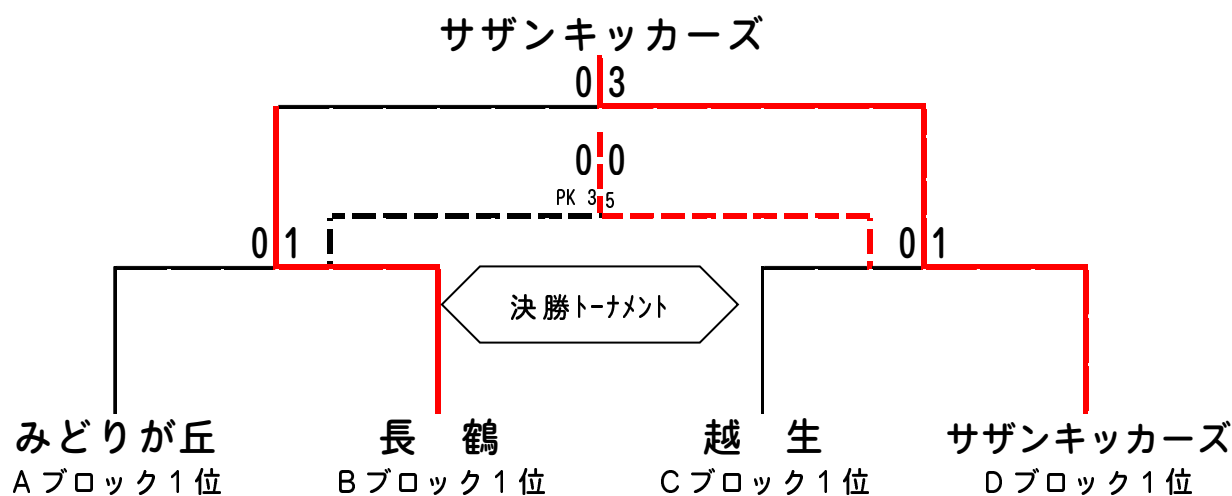 サザンキッカーズ
0 3
0 0
PK 3 5
0 1
0 1
決勝トーナメント
みどりが丘 長 鶴 越 生 サザンキッカーズ
Aブロック1位 Bブロック1位 Cブロック1位 Dブロック1位